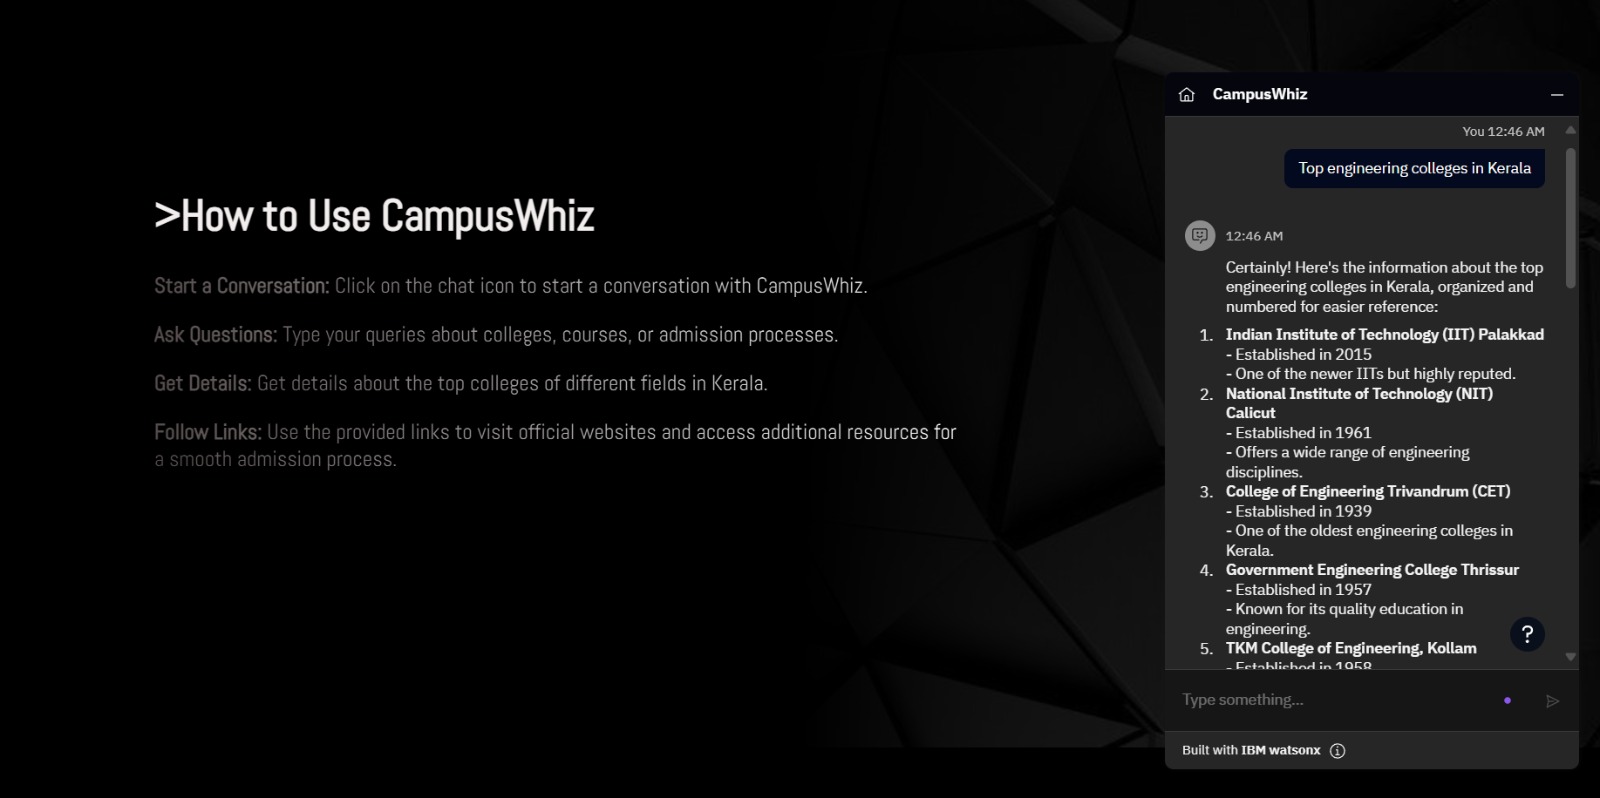 >How to Use CampusWhiz
Start a Conversation: Click on the chat icon to start a conversation with CampusWhiz.
Ask Questions: Type your queries about colleges, courses, or admission processes.
Get Details: Get details about the top colleges of different fields in Kerala.
Follow Links: Use the provided links to visit official websites and access additional resources for
a smooth admission process.
CampusWhiz
You 12:46 AM
Top engineering colleges in Kerala
12:46 AM
Certainly! Here's the information about the top
engineering colleges in Kerala, organized and
numbered for easier reference:
1. Indian Institute of Technology (IIT) Palakkad
- Established in 2015
- One of the newer IITs but highly reputed.
2. National Institute of Technology (NIT)
Calicut
- Established in 1961
- Offers a wide range of engineering
disciplines.
3. College of Engineering Trivandrum (CET)
- Established in 1939
- One of the oldest engineering colleges in
Kerala.
4. Government Engineering College Thrissur
- Established in 1957
- Known for its quality education in
engineering.
?
5. TKM College of Engineering, Kollam
- Established in 1958
Type something...
Built with IBM watsonx